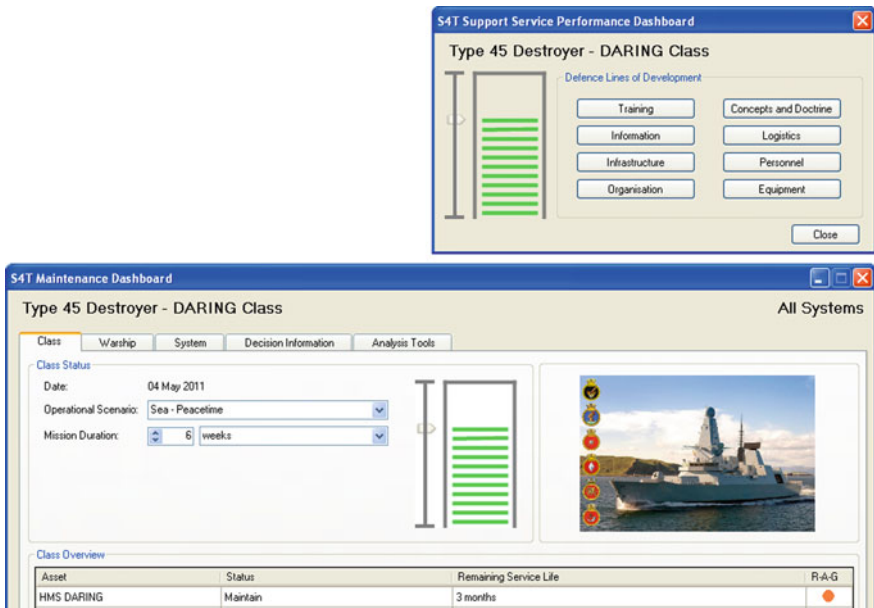 S4T Support Service Performance Dashboard
Type 45 Destroyer - DARING Class
Defence Lines of Development
Training Concepts and Doctrine
Information Logistics
Infrastructure Personnel
Organisation Equipment
Close
S4T Maintenance Dashboard
Type 45 Destroyer - DARING Class All Systems
Class Warship System Decision Information Analysis Tools
Class Status
Date: 04 May 2011
Operational Scenario: Sea - Peacetime
Mission Duration: 6 weeks
Class Overview
Asset Status Remaining Service Life R-A-G
HMS DARING Maintain 3 months